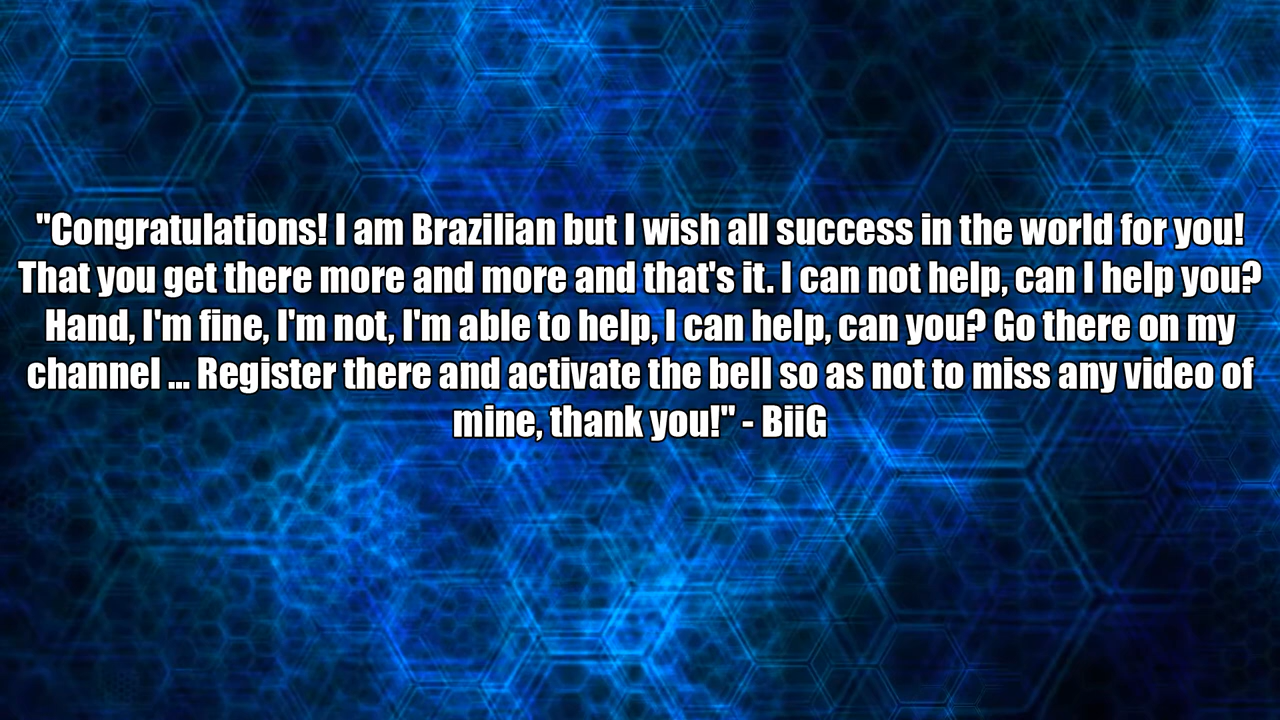 "Congratulations! I am Brazilian but I wish all success in the world for you!
That you get there more and more and that's it. I can not help, can I help you?
Hand, I'm fine, I'm not, I'm able to help, I can help, can you? Go there on my
channel ... Register there and activate the bell so as not to miss any video of
mine, thank you!" - BiiG